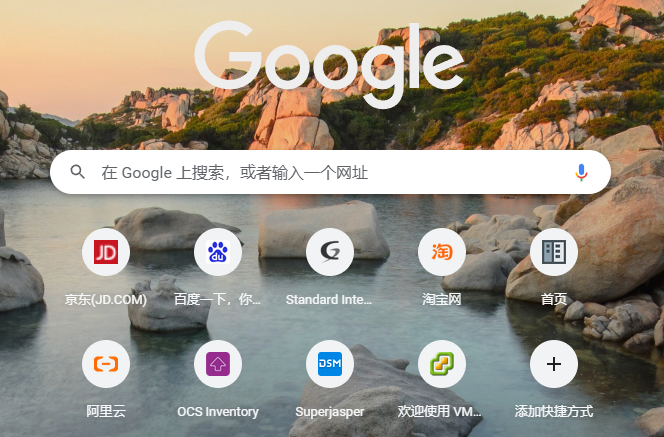 Google
在 Google 上搜索，或者输入一个网址
JD
du
淘
京东(JD.COM)
百度一下，你...
Standard Inte...
淘宝网
首页
DSM
阿里云
OCS Inventory
Superjasper
欢迎使用 VM...
添加快捷方式